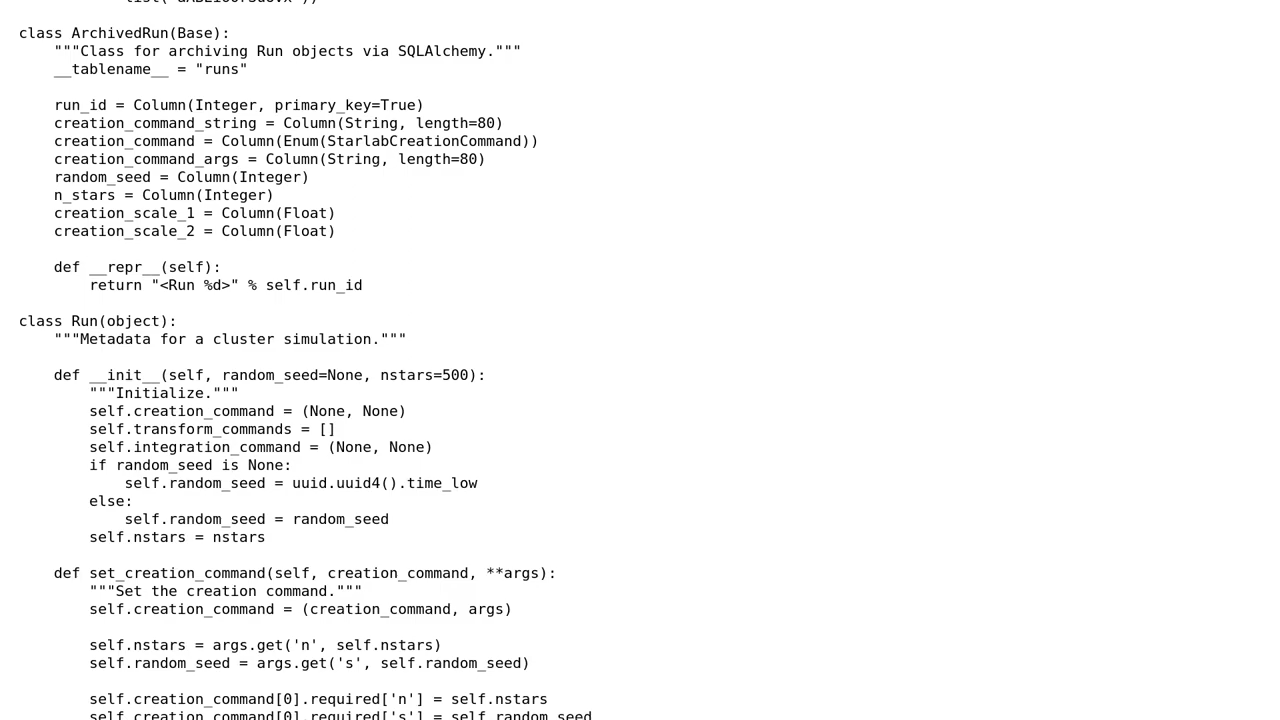 class ArchivedRun(Base):
    """Class for archiving Run objects via SQLAlchemy."""
    __tablename__ = "runs"

    run_id = Column(Integer, primary_key=True)
    creation_command_string = Column(String, length=80)
    creation_command = Column(Enum(StarlabCreationCommand))
    creation_command_args = Column(String, length=80)
    random_seed = Column(Integer)
    n_stars = Column(Integer)
    creation_scale_1 = Column(Float)
    creation_scale_2 = Column(Float)

    def __repr__(self):
        return "<Run %d>" % self.run_id

class Run(object):
    """Metadata for a cluster simulation."""

    def __init__(self, random_seed=None, nstars=500):
        """Initialize."""
        self.creation_command = (None, None)
        self.transform_commands = []
        self.integration_command = (None, None)
        if random_seed is None:
            self.random_seed = uuid.uuid4().time_low
        else:
            self.random_seed = random_seed
        self.nstars = nstars

    def set_creation_command(self, creation_command, **args):
        """Set the creation command."""
        self.creation_command = (creation_command, args)

        self.nstars = args.get('n', self.nstars)
        self.random_seed = args.get('s', self.random_seed)

        self.creation_command[0].required['n'] = self.nstars
        self.creation_command[0].required['s'] = self.random_seed